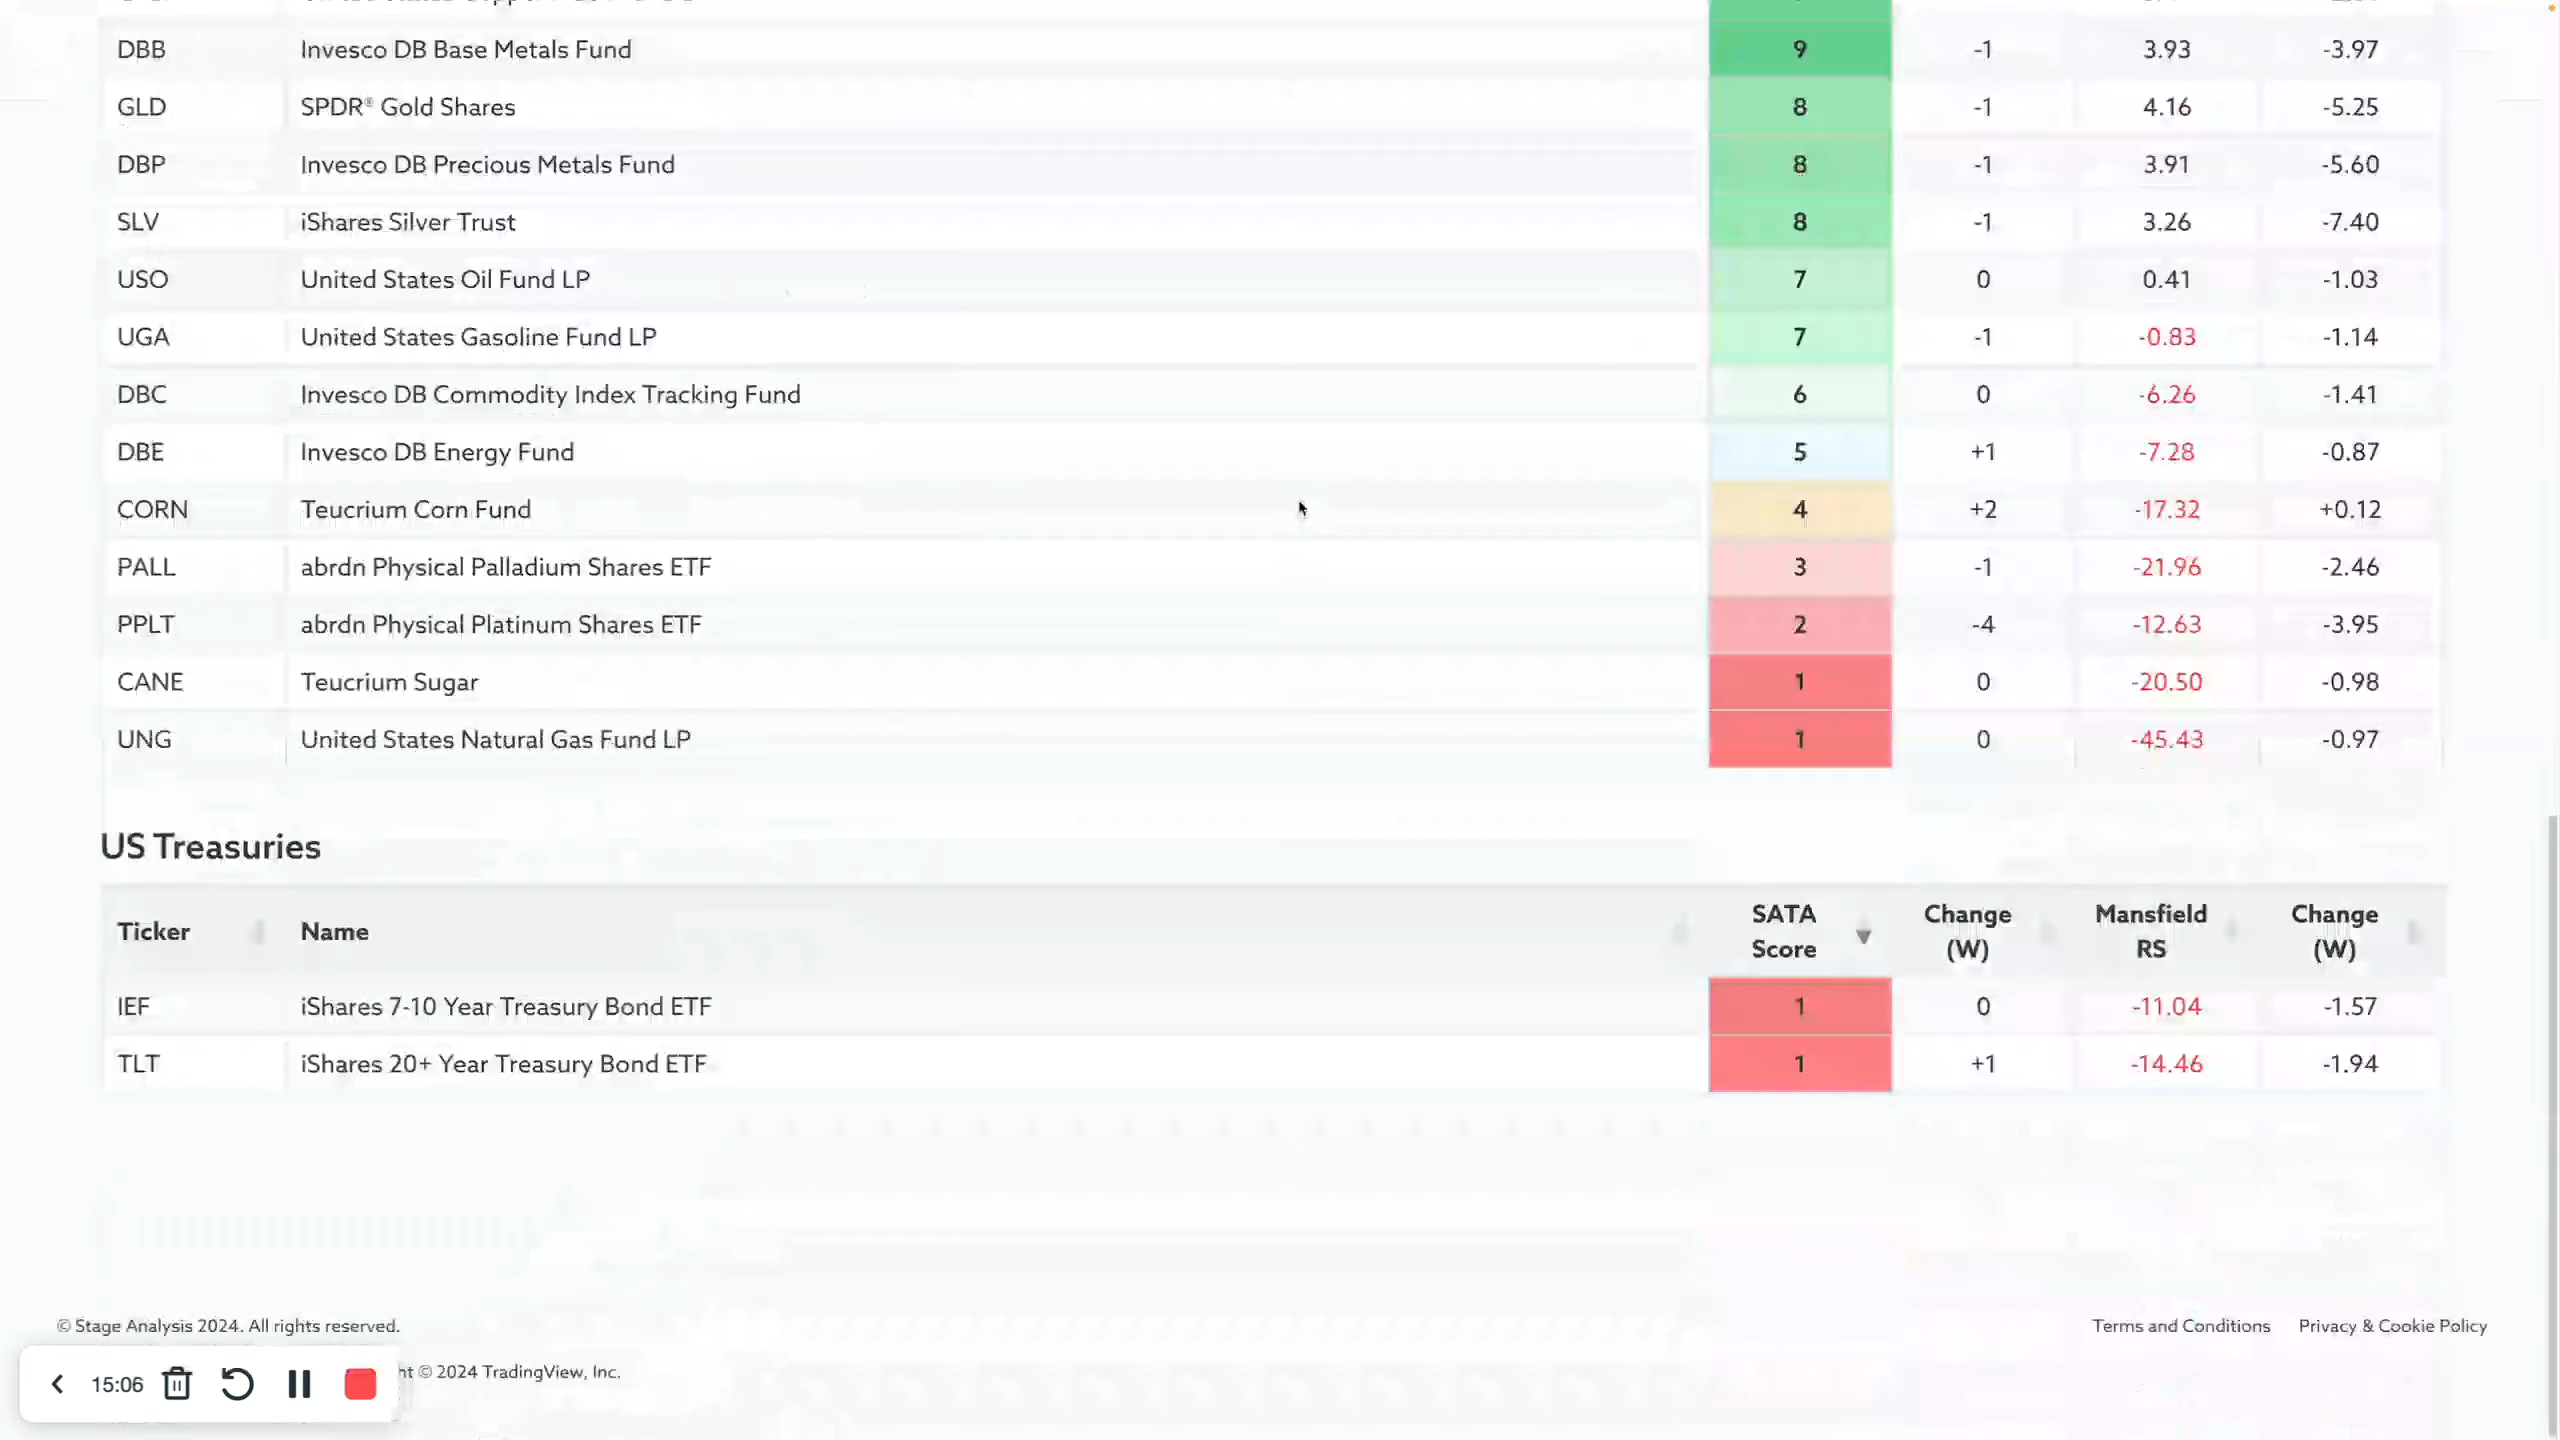 DBB Invesco DB Base Metals Fund 9 -1 3.93 -3.97
GLD SPDR® Gold Shares 8 -1 4.16 -5.25
DBP Invesco DB Precious Metals Fund 8 -1 3.91 -5.60
SLV iShares Silver Trust 8 -1 3.26 -7.40
USO United States Oil Fund LP 7 0 0.41 -1.03
UGA United States Gasoline Fund LP 7 -1 -0.83 -1.14
DBC Invesco DB Commodity Index Tracking Fund 6 0 -6.26 -1.41
DBE Invesco DB Energy Fund 5 +1 -7.28 -0.87
CORN Teucrium Corn Fund 4 +2 -17.32 +0.12
PALL abrdn Physical Palladium Shares ETF 3 -1 -21.96 -2.46
PPLT abrdn Physical Platinum Shares ETF 2 -4 -12.63 -3.95
CANE Teucrium Sugar 1 0 -20.50 -0.98
UNG United States Natural Gas Fund LP 1 0 -45.43 -0.97
US Treasuries
Ticker Name SATA Score Change (W) Mansfield RS Change (W)
IEF iShares 7-10 Year Treasury Bond ETF 1 0 -11.04 -1.57
TLT iShares 20+ Year Treasury Bond ETF 1 +1 -14.46 -1.94
© Stage Analysis 2024. All rights reserved. Terms and Conditions Privacy & Cookie Policy
15:06 ht © 2024 TradingView, Inc.